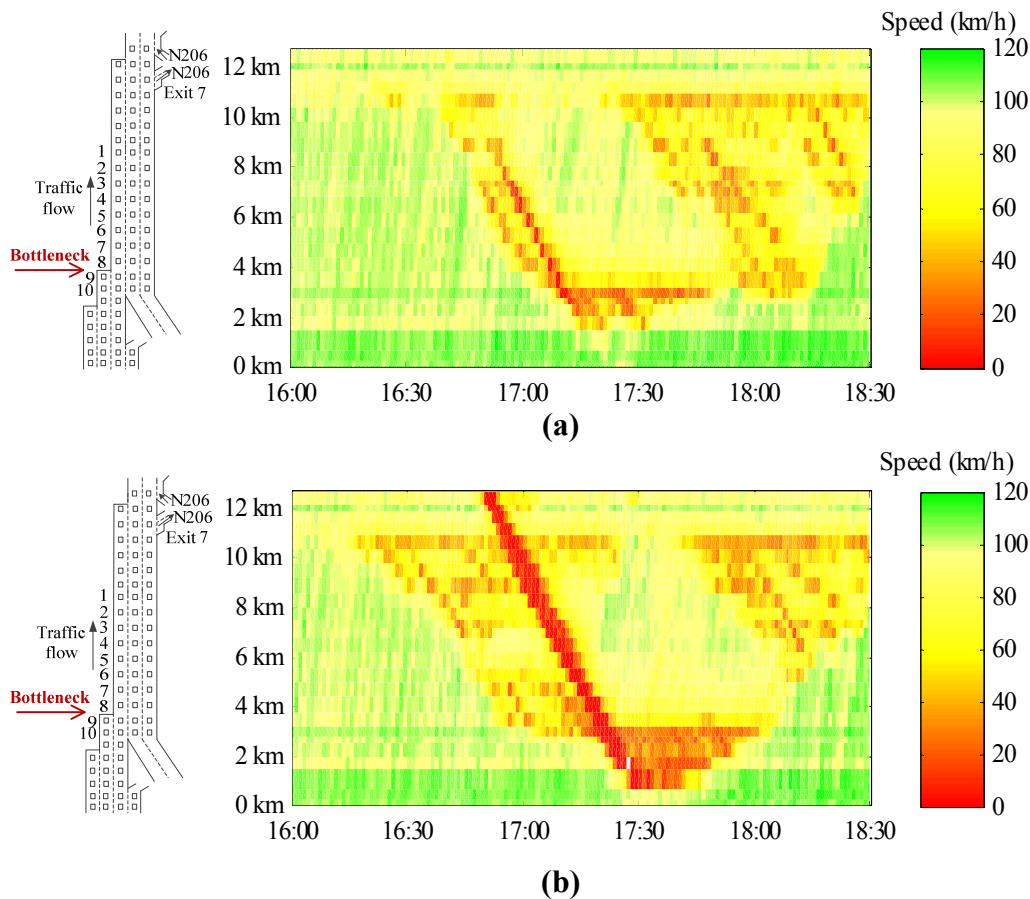 Speed (km/h)
N206
N206
Exit 7
1
2
3
4
5
6
7
8
9
10
Traffic
flow
Bottleneck
12 km
10 km
8 km
6 km
4 km
2 km
0 km
16:00 16:30 17:00 17:30 18:00 18:30
120
100
80
60
40
20
0
(a)
Speed (km/h)
N206
N206
Exit 7
1
2
3
4
5
6
7
8
9
10
Traffic
flow
Bottleneck
12 km
10 km
8 km
6 km
4 km
2 km
0 km
16:00 16:30 17:00 17:30 18:00 18:30
120
100
80
60
40
20
0
(b)